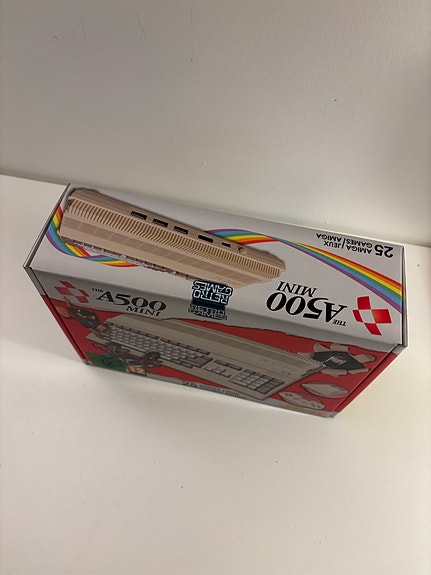 25 AMIGA / JEUX
GAMES AMIGA
THE
A500
MINI
RETRO
GAMES
THE
A500
MINI